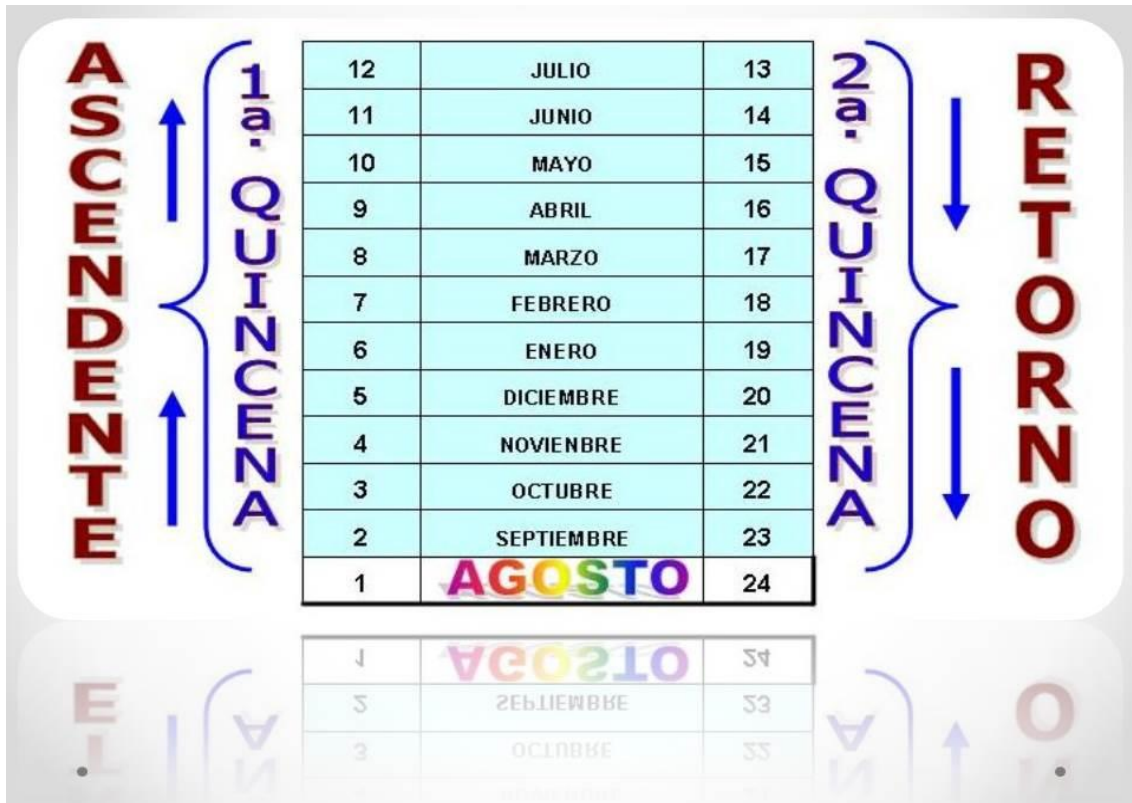 ASCENDENTE
1ª. QUINCENA
12 JULIO 13
11 JUNIO 14
10 MAYO 15
9 ABRIL 16
8 MARZO 17
7 FEBRERO 18
6 ENERO 19
5 DICIEMBRE 20
4 NOVIENBRE 21
3 OCTUBRE 22
2 SEPTIEMBRE 23
1 AGOSTO 24
2ª. QUINCENA
RETORNO